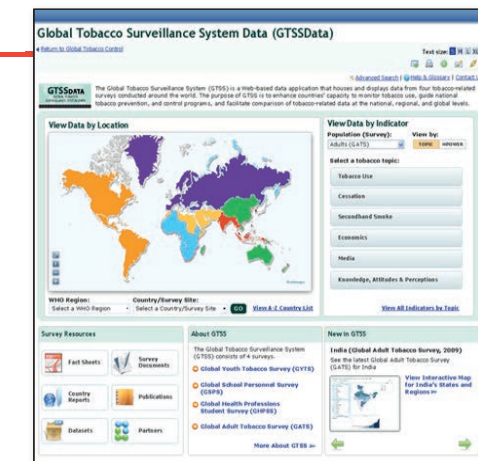 Global Tobacco Surveillance System Data (GTSSData)
Return to Global Tobacco Control
Text size: S M L XL
Advanced Search | Help & Glossary | Contact
GTSSDATA
The Global Tobacco Surveillance System (GTSS) is a Web-based data application that houses and displays data from four tobacco-related
surveys conducted around the world. The purpose of GTSS is to enhance countries' capacity to monitor tobacco use, guide national
tobacco prevention, and control programs, and facilitate comparison of tobacco-related data at the national, regional, and global levels.
View Data by Location
WHO Region:
Select a WHO Region
Country/Survey Site:
Select a Country/Survey Site
GO
View A-Z Country List
View Data by Indicator
Population (Survey):
View by:
Adults (GATS)
TOPIC
MPOWER
Select a tobacco topic:
Tobacco Use
Cessation
Secondhand Smoke
Economics
Media
Knowledge, Attitudes & Perceptions
View All Indicators by Topic
Survey Resources
Fact Sheets
Survey
Documents
Country
Reports
Publications
Datasets
Partners
About GTSS
The Global Tobacco Surveillance System
(GTSS) consists of 4 surveys.
Global Youth Tobacco Survey (GYTS)
Global School Personnel Survey
(GSPS)
Global Health Professions
Student Survey (GHPSS)
Global Adult Tobacco Survey (GATS)
More About GTSS
New in GTSS
India (Global Adult Tobacco Survey, 2009)
See the latest Global Adult Tobacco Survey
(GATS) for India
View Interactive Map
for India's States and
Regions